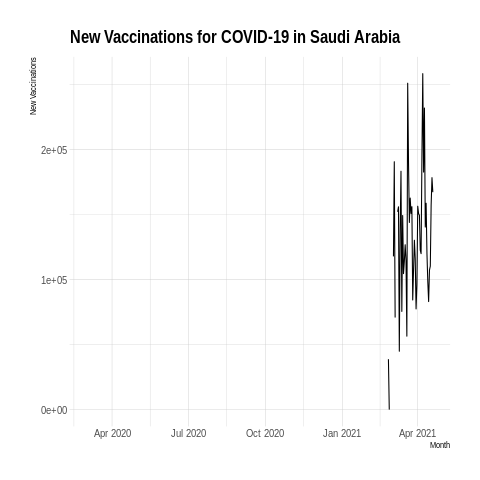 New Vaccinations for COVID-19 in Saudi Arabia
New Vaccinations
2e+05
1e+05
0e+00
Apr 2020 Jul 2020 Oct 2020 Jan 2021 Apr 2021
Month